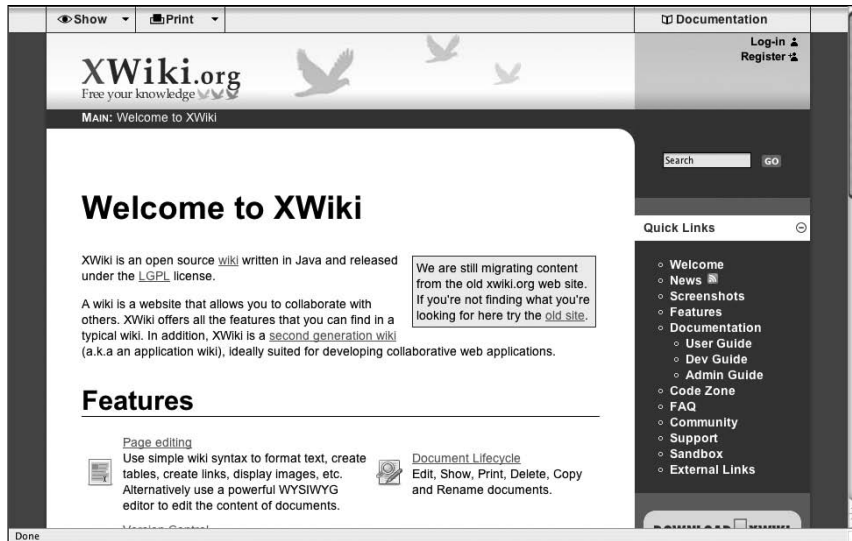 Show Print Documentation
Log-in
Register
XWiki.org
Free your knowledge
MAIN: Welcome to XWiki
Search GO
Welcome to XWiki
XWiki is an open source wiki written in Java and released
under the LGPL license.
We are still migrating content
from the old xwiki.org web site.
If you're not finding what you're
looking for here try the old site.
A wiki is a website that allows you to collaborate with
others. XWiki offers all the features that you can find in a
typical wiki. In addition, XWiki is a second generation wiki
(a.k.a an application wiki), ideally suited for developing collaborative web applications.
Features
Page editing
Use simple wiki syntax to format text, create
tables, create links, display images, etc.
Alternatively use a powerful WYSIWYG
editor to edit the content of documents.
Document Lifecycle
Edit, Show, Print, Delete, Copy
and Rename documents.
Version Control
Quick Links
Welcome
News
Screenshots
Features
Documentation
User Guide
Dev Guide
Admin Guide
Code Zone
FAQ
Community
Support
Sandbox
External Links
DOWNLOAD XWIKI
Done